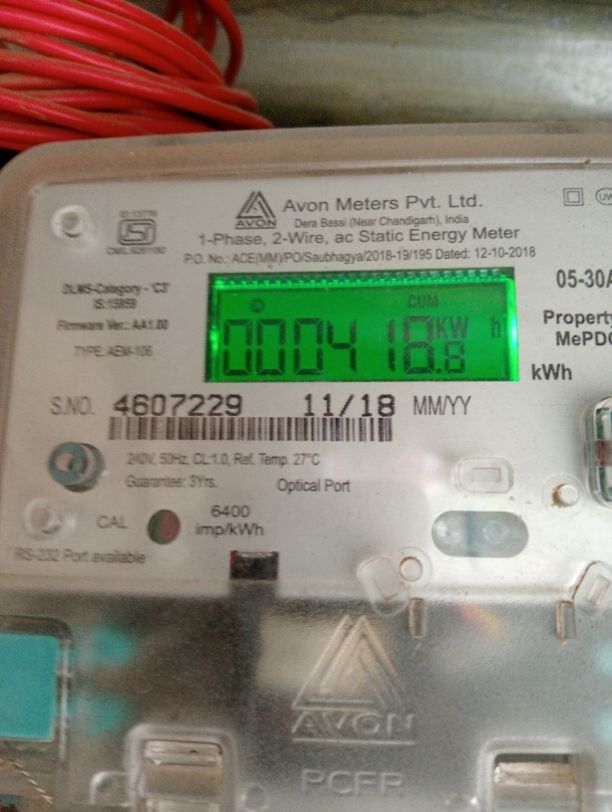 Avon Meters Pvt. Ltd.
AVON
Dera Bassi (Near Chandigarh), India
1-Phase, 2-Wire, ac Static Energy Meter
P.O. No.: ACE(MM)/PO/Saubhagya/2018-19/195 Dated: 12-10-2018
DLMS-Category - 'C3'
IS:15959
Firmware Ver.: AA1.00
TYPE: AEM-106
CUM
000418.8 KW h
05-30A
Property
MePDC
kWh
S.NO. 4607229 11/18 MM/YY
240V, 50Hz, CL:1.0, Ref. Temp. 27°C
Guarantee: 3Yrs. Optical Port
CAL 6400
imp/kWh
RS-232 Port available
AVON